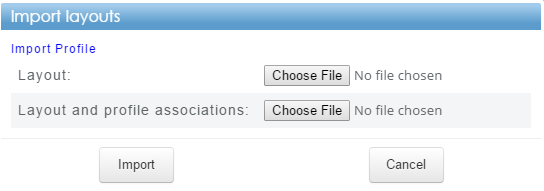 Import layouts
Import Profile
Layout: Choose File No file chosen
Layout and profile associations: Choose File No file chosen
Import Cancel